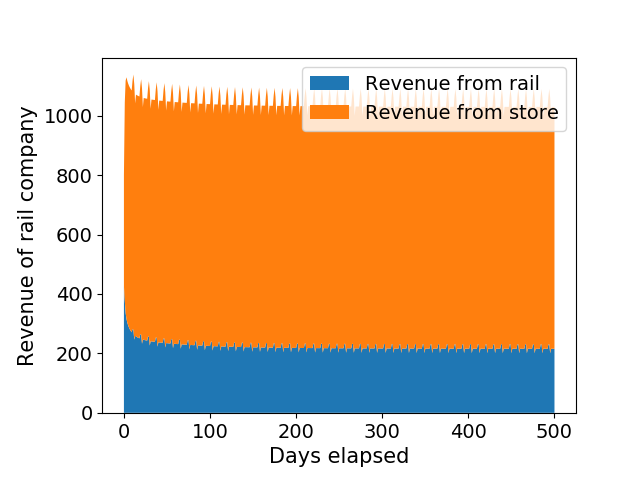 Revenue from rail
Revenue from store
Revenue of rail company
1000
800
600
400
200
0
0 100 200 300 400 500
Days elapsed